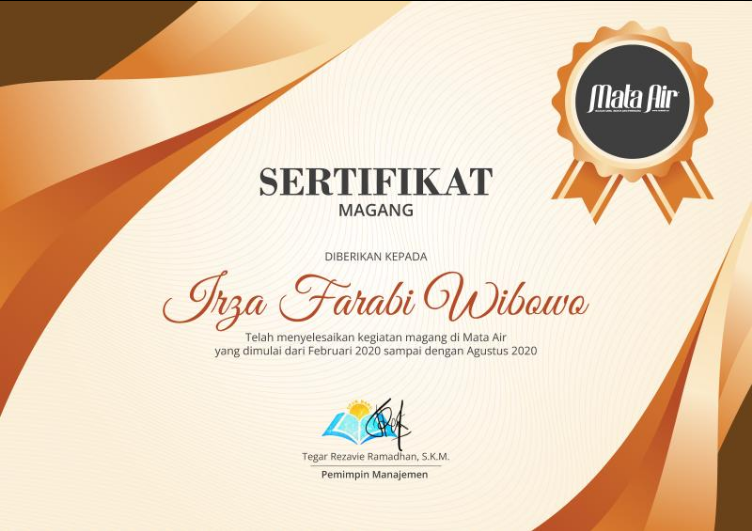 Mata Air
SERTIFIKAT
MAGANG
DIBERIKAN KEPADA
Irza Farabi Wibowo
Telah menyelesaikan kegiatan magang di Mata Air
yang dimulai dari Februari 2020 sampai dengan Agustus 2020
Tegar Rezavie Ramadhan, S.K.M.
Pemimpin Manajemen